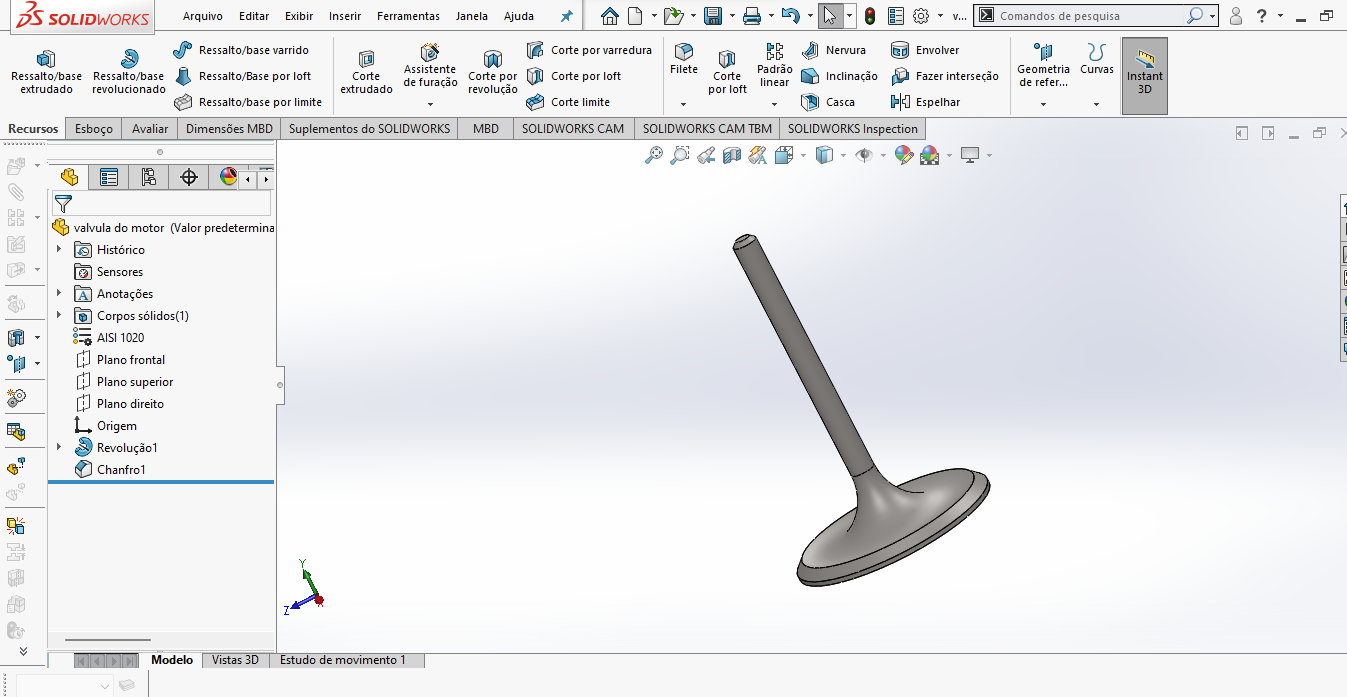 SOLIDWORKS Arquivo Editar Exibir Inserir Ferramentas Janela Ajuda v... Comandos de pesquisa ?
Ressalto/base extrudado
Ressalto/base revolucionado
Ressalto/base varrido
Ressalto/Base por loft
Ressalto/base por limite
Corte extrudado
Assistente de furação
Corte por revolução
Corte por varredura
Corte por loft
Corte limite
Filete
Corte por loft
Padrão linear
Nervura
Inclinação
Casca
Envolver
Fazer interseção
Espelhar
Geometria de refer...
Curvas
Instant 3D
Recursos Esboço Avaliar Dimensões MBD Suplementos do SOLIDWORKS MBD SOLIDWORKS CAM SOLIDWORKS CAM TBM SOLIDWORKS Inspection
valvula do motor (Valor predetermina
Histórico
Sensores
Anotações
Corpos sólidos(1)
AISI 1020
Plano frontal
Plano superior
Plano direito
Origem
Revolução1
Chanfro1
Y
Z
X
Modelo Vistas 3D Estudo de movimento 1